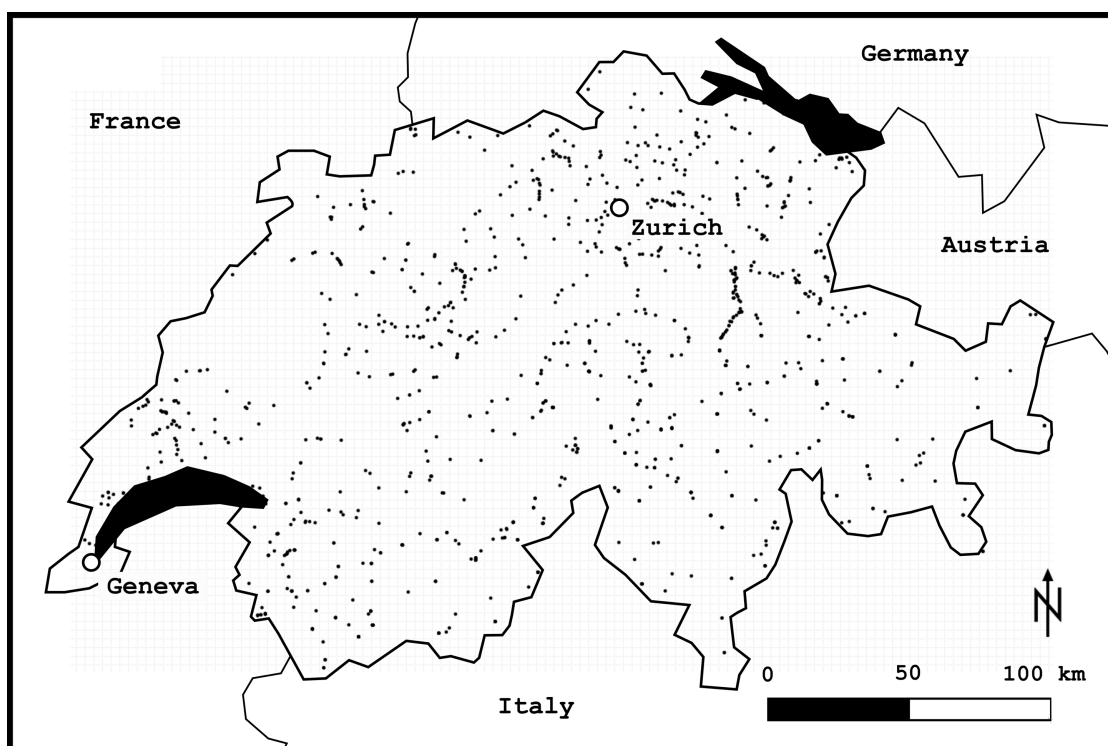 Germany
France
Zurich
Austria
Geneva
N
0 50 100 km
Italy